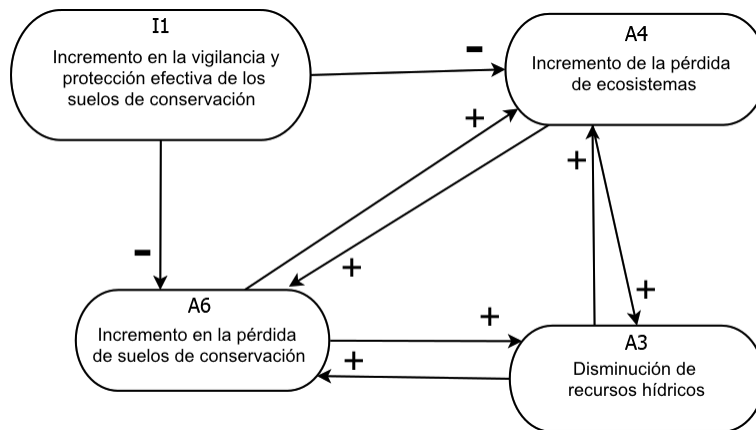 I1
Incremento en la vigilancia y
protección efectiva de los
suelos de conservación
-
A4
Incremento de la pérdida
de ecosistemas
+
+
-
+
+
A6
Incremento en la pérdida
de suelos de conservación
+
+
A3
Disminución de
recursos hídricos